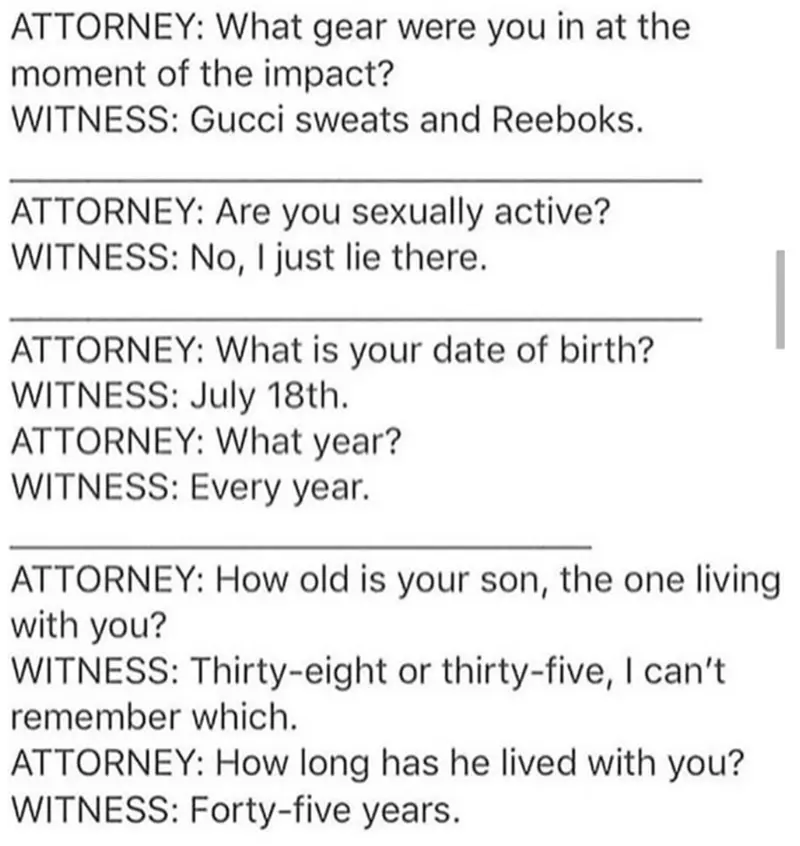 ATTORNEY: What gear were you in at the
moment of the impact?
WITNESS: Gucci sweats and Reeboks.
ATTORNEY: Are you sexually active?
WITNESS: No, I just lie there.
ATTORNEY: What is your date of birth?
WITNESS: July 18th.
ATTORNEY: What year?
WITNESS: Every year.
ATTORNEY: How old is your son, the one living
with you?
WITNESS: Thirty-eight or thirty-five, I can't
remember which.
ATTORNEY: How long has he lived with you?
WITNESS: Forty-five years.